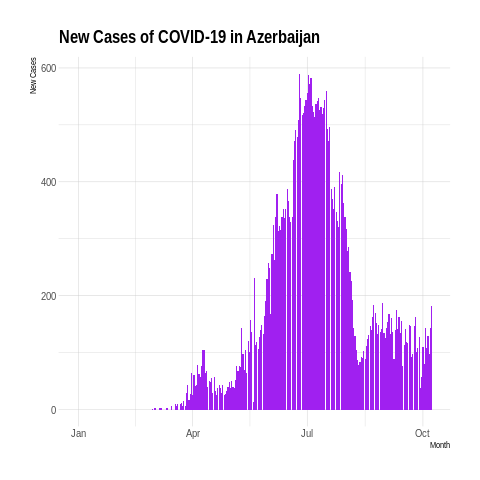 New Cases of COVID-19 in Azerbaijan
New Cases
600
400
200
0
Jan
Apr
Jul
Oct
Month